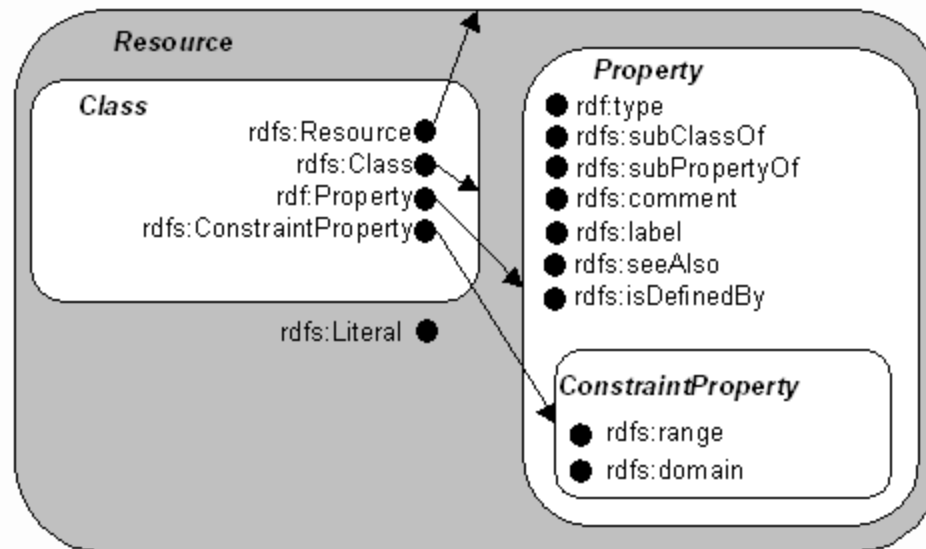 Resource
Class
rdfs:Resource
rdfs:Class
rdf:Property
rdfs:ConstraintProperty
rdfs:Literal
Property
rdf:type
rdfs:subClassOf
rdfs:subPropertyOf
rdfs:comment
rdfs:label
rdfs:seeAlso
rdfs:isDefinedBy
ConstraintProperty
rdfs:range
rdfs:domain